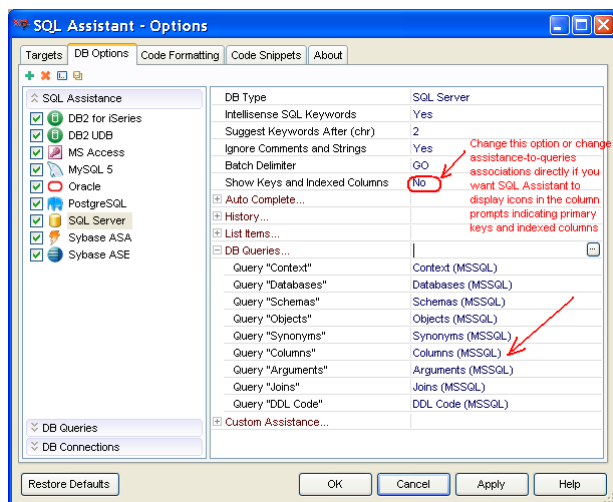 SQL Assistant - Options
Targets DB Options Code Formatting Code Snippets About
SQL Assistance
DB2 for iSeries
DB2 UDB
MS Access
MySQL 5
Oracle
PostgreSQL
SQL Server
Sybase ASA
Sybase ASE
DB Queries
DB Connections
DB Type SQL Server
Intellisense SQL Keywords Yes
Suggest Keywords After (chr) 2
Ignore Comments and Strings Yes
Batch Delimiter GO
Show Keys and Indexed Columns No
Auto Complete...
History...
List Items...
DB Queries... ...
Query "Context" Context (MSSQL)
Query "Databases" Databases (MSSQL)
Query "Schemas" Schemas (MSSQL)
Query "Objects" Objects (MSSQL)
Query "Synonyms" Synonyms (MSSQL)
Query "Columns" Columns (MSSQL)
Query "Arguments" Arguments (MSSQL)
Query "Joins" Joins (MSSQL)
Query "DDL Code" DDL Code (MSSQL)
Custom Assistance...
Change this option or change
assistance-to-queries
associations directly if you
want SQL Assistant to
display icons in the column
prompts indicating primary
keys and indexed columns
Restore Defaults OK Cancel Apply Help